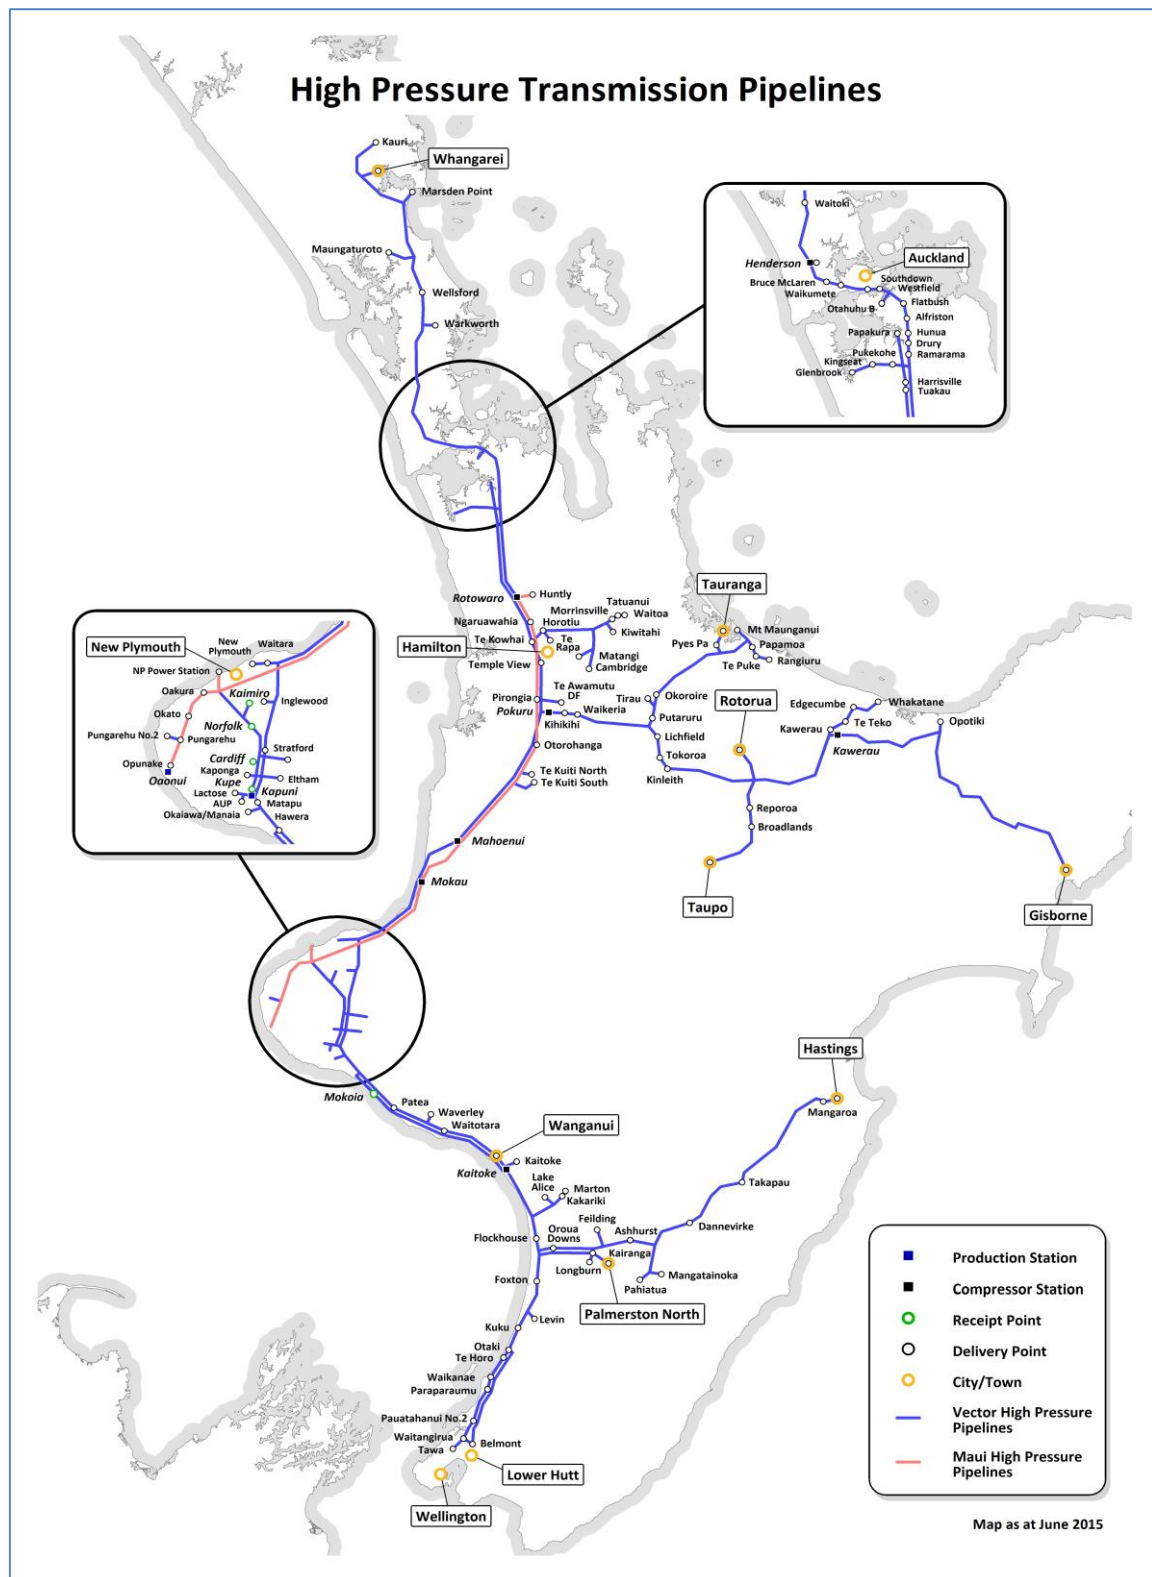 High Pressure Transmission Pipelines
Kauri
Whangarei
Marsden Point
Maungaturoto
Wellsford
Warkworth
Waitoki
Henderson
Auckland
Bruce McLaren
Southdown
Waikumete
Westfield
Otahuhu B
Flatbush
Alfriston
Papakura
Hunua
Drury
Pukekohe
Ramarama
Kingseat
Glenbrook
Harrisville
Tuakau
Rotowaro
Huntly
Ngaruawahia
Morrinsville
Tatuanui
Waitoa
Horotiu
Kiwitahi
Te Kowhai
Te
Rapa
Hamilton
Temple View
Matangi
Cambridge
Tauranga
Mt Maunganui
Pyes Pa
Papamoa
Te Puke
Rangiuru
Pirongia
Te Awamutu
DF
Pokuru
Kihikihi
Waikeria
Tirau
Okoroire
Putaruru
Lichfield
Tokoroa
Kinleith
Rotorua
Edgecumbe
Whakatane
Te Teko
Kawerau
Kawerau
Opotiki
Otorohanga
Te Kuiti North
Te Kuiti South
Reporoa
Broadlands
Taupo
Gisborne
Mahoenui
Mokau
New Plymouth
New
Plymouth
Waitara
NP Power Station
Oakura
Kaimiro
Inglewood
Okato
Norfolk
Pungarehu No.2
Pungarehu
Stratford
Cardiff
Opunake
Kaponga
Oaonui
Kupe
Eltham
Lactose
Kapuni
AUP
Matapu
Okaiawa/Manaia
Hawera
Mokoia
Patea
Waverley
Waitotara
Wanganui
Kaitoke
Kaitoke
Lake
Alice
Marton
Kakariki
Hastings
Mangaroa
Takapau
Dannevirke
Feilding
Flockhouse
Oroua
Downs
Ashhurst
Kairanga
Longburn
Mangatainoka
Pahiatua
Palmerston North
Foxton
Levin
Kuku
Otaki
Te Horo
Waikanae
Paraparaumu
Pauatahanui No.2
Waitangirua
Belmont
Tawa
Lower Hutt
Wellington
Production Station
Compressor Station
Receipt Point
Delivery Point
City/Town
Vector High Pressure
Pipelines
Maui High Pressure
Pipelines
Map as at June 2015